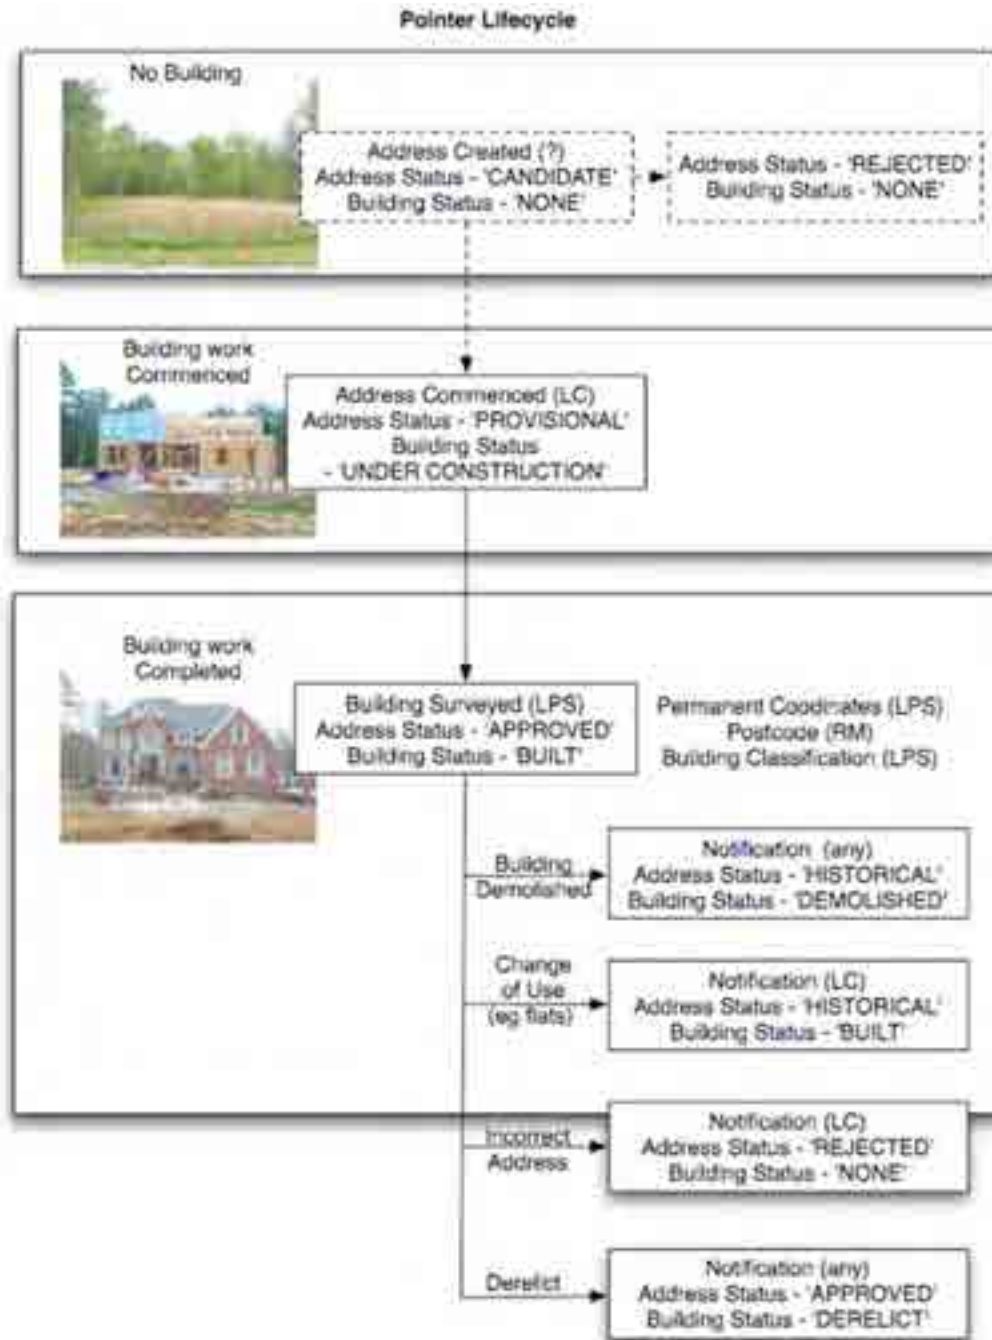 Pointer Lifecycle
No Building
Address Created (?)
Address Status - 'CANDIDATE'
Building Status - 'NONE'
Address Status - 'REJECTED'
Building Status - 'NONE'
Building work
Commenced
Address Commenced (LC)
Address Status - 'PROVISIONAL'
Building Status
- 'UNDER CONSTRUCTION'
Building work
Completed
Building Surveyed (LPS)
Address Status - 'APPROVED'
Building Status - 'BUILT'
Permanent Coodinates (LPS)
Postcode (RM)
Building Classification (LPS)
Building
Demolished
Notification (any)
Address Status - 'HISTORICAL'
Building Status - 'DEMOLISHED'
Change
of Use
(eg flats)
Notification (LC)
Address Status - 'HISTORICAL'
Building Status - 'BUILT'
Incorrect
Address
Notification (LC)
Address Status - 'REJECTED'
Building Status - 'NONE'
Derelict
Notification (any)
Address Status - 'APPROVED'
Building Status - 'DERELICT'